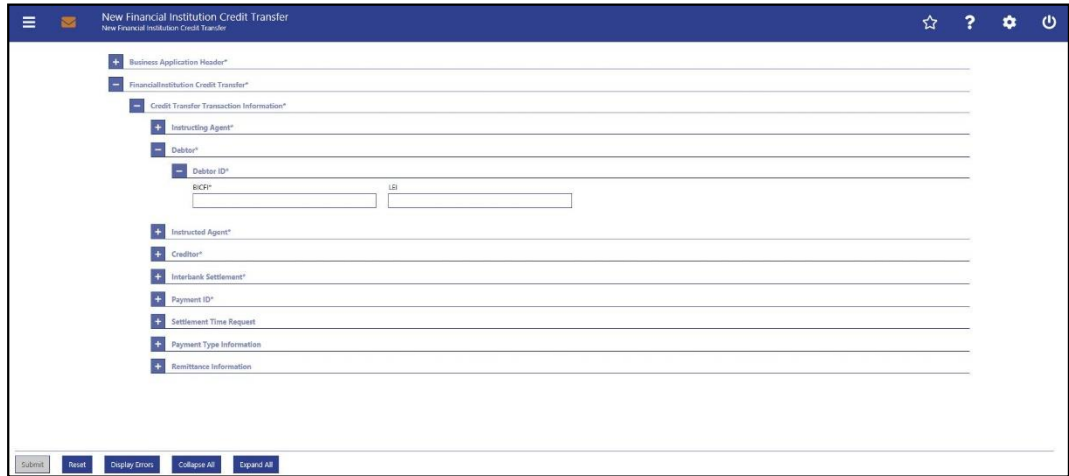 New Financial Institution Credit Transfer
New Financial Institution Credit Transfer
?
+ Business Application Header*
− FinancialInstitution Credit Transfer*
− Credit Transfer Transaction Information*
+ Instructing Agent*
− Debtor*
− Debtor ID*
BICFI* LEI
+ Instructed Agent*
+ Creditor*
+ Interbank Settlement*
+ Payment ID*
+ Settlement Time Request
+ Payment Type Information
+ Remittance Information
Submit Reset Display Errors Collapse All Expand All